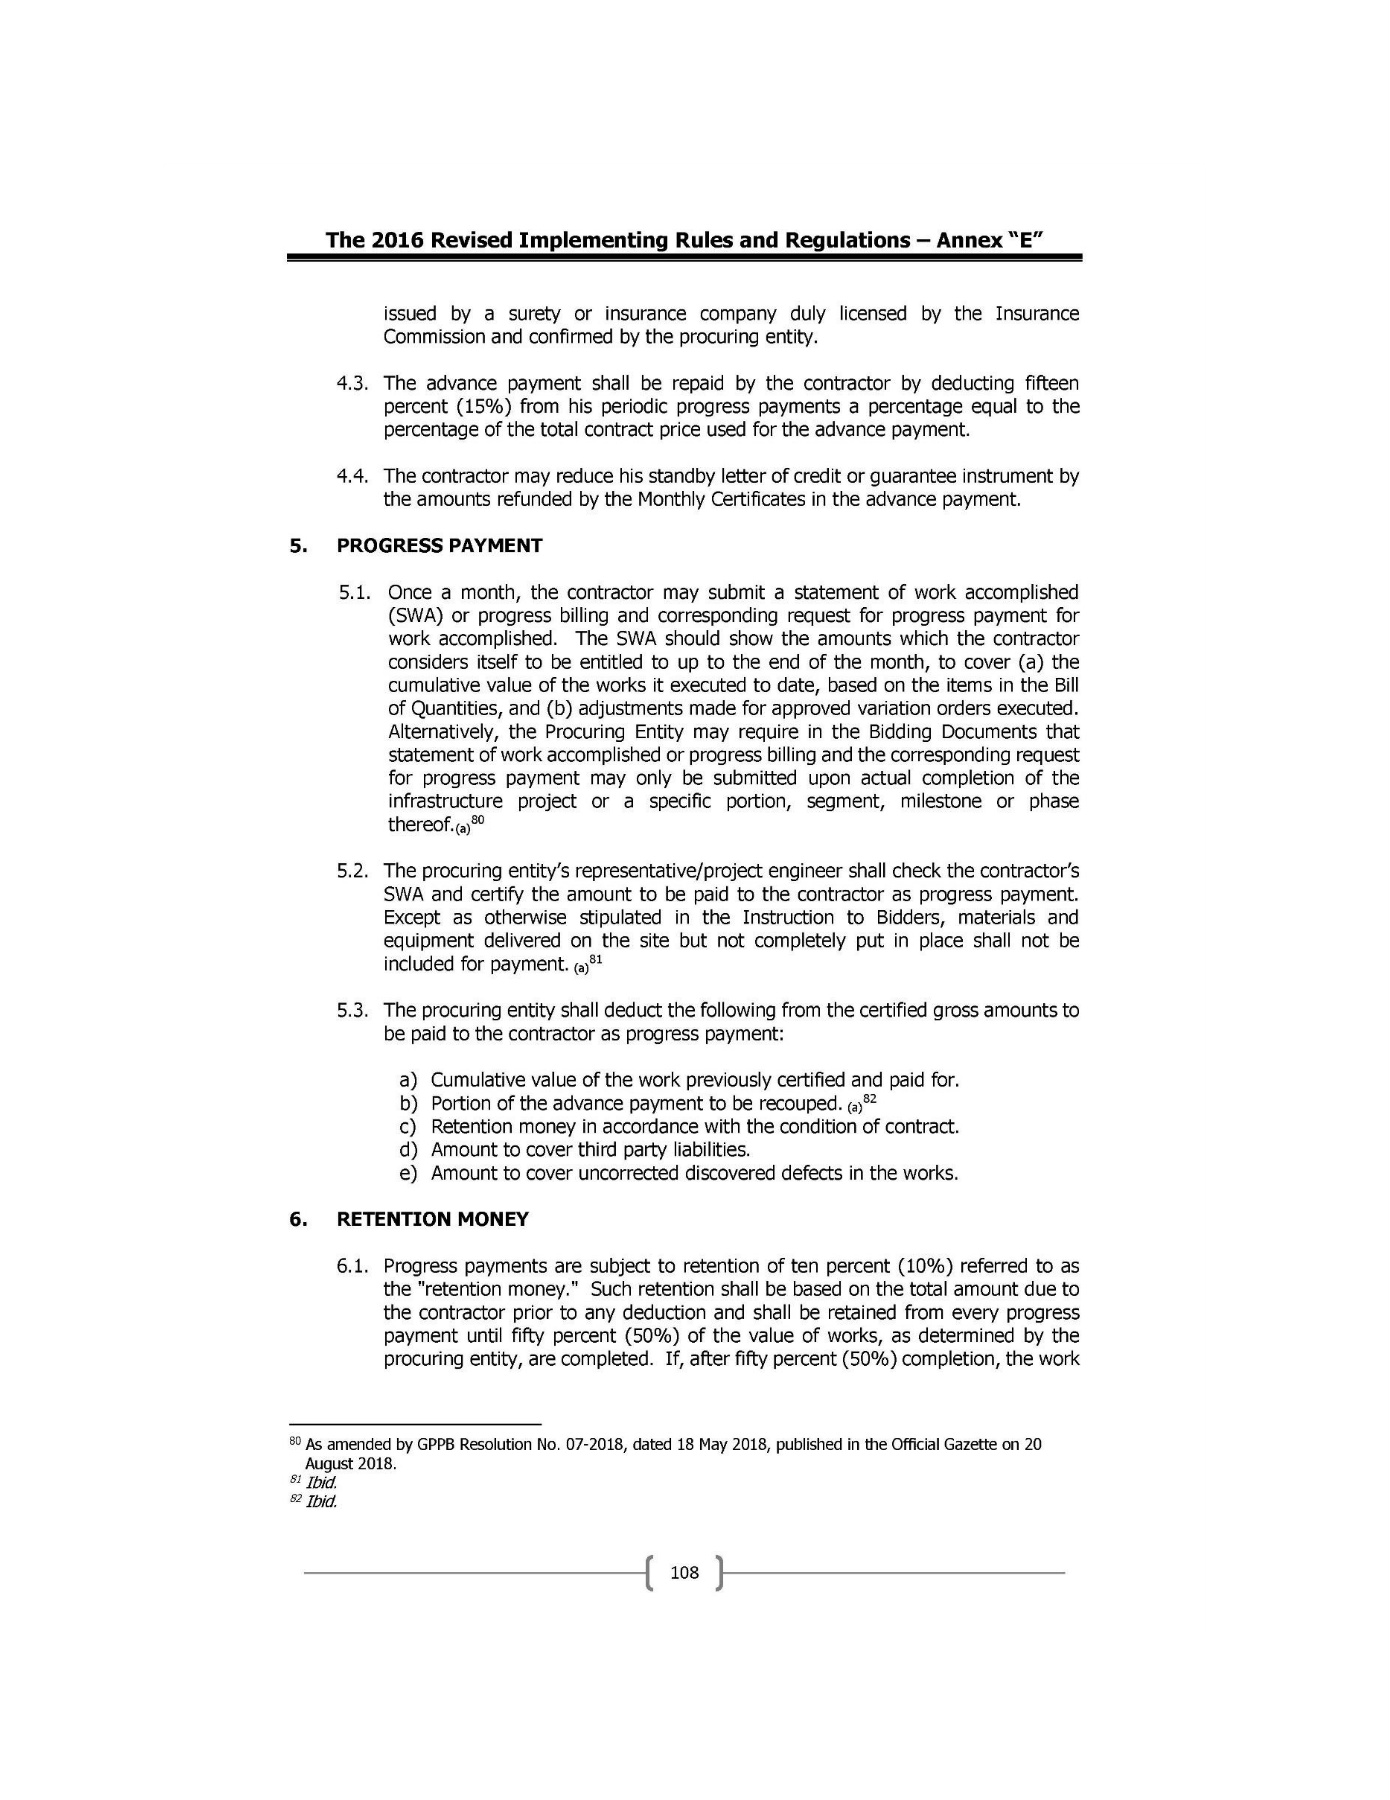 The 2016 Revised Implementing Rules and Regulations – Annex “E”
issued by a surety or insurance company duly licensed by the Insurance
Commission and confirmed by the procuring entity.
4.3. The advance payment shall be repaid by the contractor by deducting fifteen
percent (15%) from his periodic progress payments a percentage equal to the
percentage of the total contract price used for the advance payment.
4.4. The contractor may reduce his standby letter of credit or guarantee instrument by
the amounts refunded by the Monthly Certificates in the advance payment.
5. PROGRESS PAYMENT
5.1. Once a month, the contractor may submit a statement of work accomplished
(SWA) or progress billing and corresponding request for progress payment for
work accomplished. The SWA should show the amounts which the contractor
considers itself to be entitled to up to the end of the month, to cover (a) the
cumulative value of the works it executed to date, based on the items in the Bill
of Quantities, and (b) adjustments made for approved variation orders executed.
Alternatively, the Procuring Entity may require in the Bidding Documents that
statement of work accomplished or progress billing and the corresponding request
for progress payment may only be submitted upon actual completion of the
infrastructure project or a specific portion, segment, milestone or phase
thereof.(a)80
5.2. The procuring entity’s representative/project engineer shall check the contractor’s
SWA and certify the amount to be paid to the contractor as progress payment.
Except as otherwise stipulated in the Instruction to Bidders, materials and
equipment delivered on the site but not completely put in place shall not be
included for payment. (a)81
5.3. The procuring entity shall deduct the following from the certified gross amounts to
be paid to the contractor as progress payment:
a) Cumulative value of the work previously certified and paid for.
b) Portion of the advance payment to be recouped. (a)82
c) Retention money in accordance with the condition of contract.
d) Amount to cover third party liabilities.
e) Amount to cover uncorrected discovered defects in the works.
6. RETENTION MONEY
6.1. Progress payments are subject to retention of ten percent (10%) referred to as
the "retention money." Such retention shall be based on the total amount due to
the contractor prior to any deduction and shall be retained from every progress
payment until fifty percent (50%) of the value of works, as determined by the
procuring entity, are completed. If, after fifty percent (50%) completion, the work
80 As amended by GPPB Resolution No. 07-2018, dated 18 May 2018, published in the Official Gazette on 20
August 2018.
81 Ibid.
82 Ibid.
108